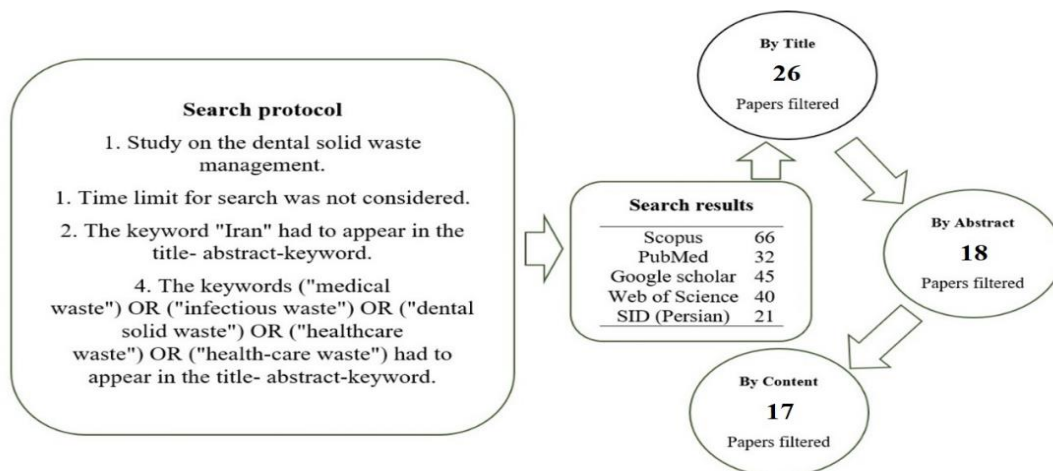 Search protocol
1. Study on the dental solid waste
management.
1. Time limit for search was not considered.
2. The keyword "Iran" had to appear in the
title- abstract-keyword.
4. The keywords ("medical
waste") OR ("infectious waste") OR ("dental
solid waste") OR ("healthcare
waste") OR ("health-care waste") had to
appear in the title- abstract-keyword.
Search results
Scopus 66
PubMed 32
Google scholar 45
Web of Science 40
SID (Persian) 21
By Title
26
Papers filtered
By Abstract
18
Papers filtered
By Content
17
Papers filtered